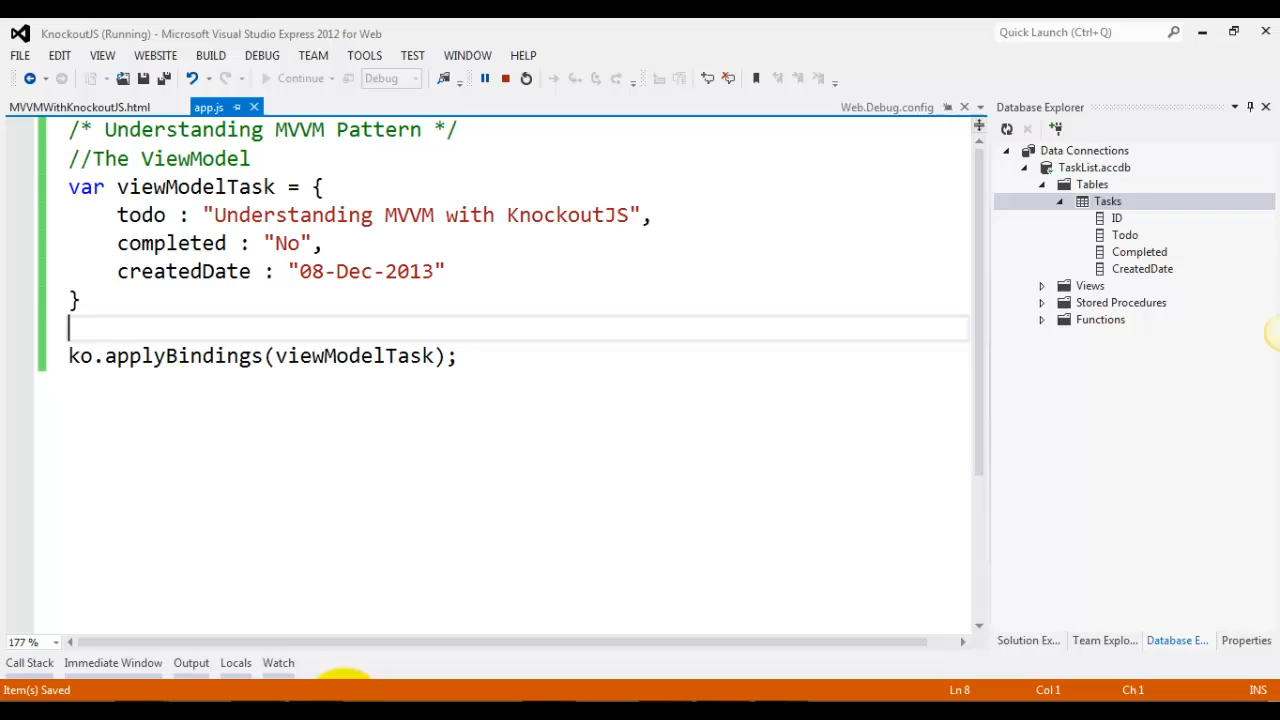 KnockoutJS (Running) - Microsoft Visual Studio Express 2012 for Web
Quick Launch (Ctrl+Q)
FILE EDIT VIEW WEBSITE BUILD DEBUG TEAM TOOLS TEST WINDOW HELP
Continue Debug
MVVMWithKnockoutJS.html app.js Web.Debug.config
/* Understanding MVVM Pattern */
//The ViewModel
var viewModelTask = {
todo : "Understanding MVVM with KnockoutJS",
completed : "No",
createdDate : "08-Dec-2013"
}
ko.applyBindings(viewModelTask);
Database Explorer
Data Connections
TaskList.accdb
Tables
Tasks
ID
Todo
Completed
CreatedDate
Views
Stored Procedures
Functions
177 %
Solution Ex... Team Explo... Database E... Properties
Call Stack Immediate Window Output Locals Watch
Item(s) Saved Ln 8 Col 1 Ch 1 INS